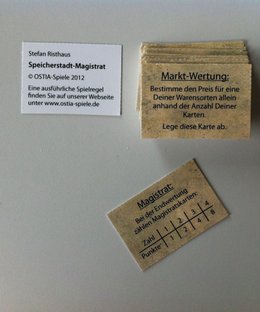 Stefan Risthaus
Speicherstadt-Magistrat
© OSTIA-Spiele 2012
Eine ausführliche Spielregel
finden Sie auf unserer Webseite
unter www.ostia-spiele.de
Markt-Wertung:
Bestimme den Preis für eine
Deiner Warensorten allein
anhand der Anzahl Deiner
Karten.
Lege diese Karte ab.
Magistrat:
Bei der Endwertung
zählen Magistratskarten:
Zahl 1 2 3 4
Punkte 1 2 4 8